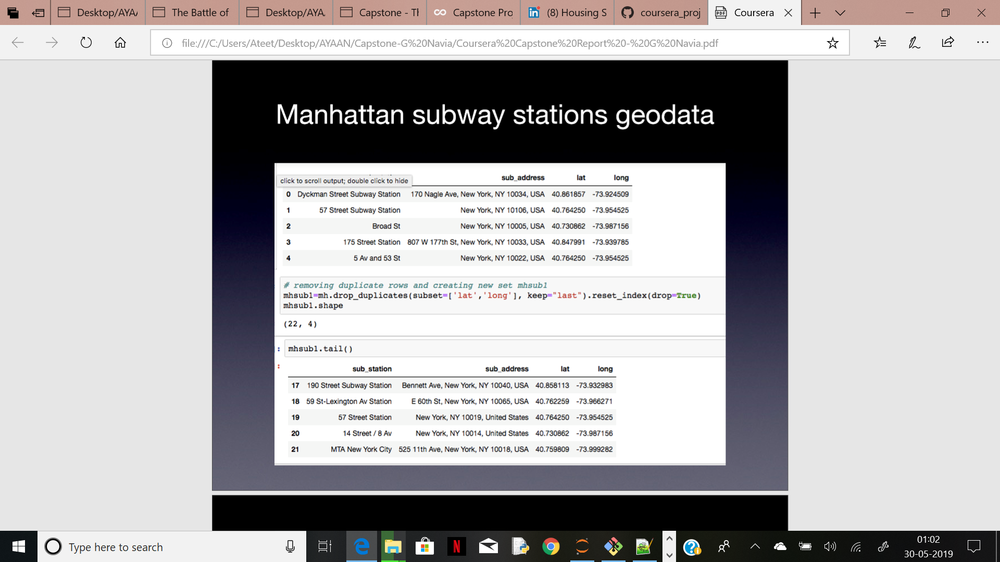 Desktop/AYAA
The Battle of
Desktop/AYA
Capstone - Tl
Capstone Pro
(8) Housing S
coursera_proj
Coursera
file:///C:/Users/Ateet/Desktop/AYAAN/Capstone-G%20Navia/Coursera%20Capstone%20Report%20-%20G%20Navia.pdf
Manhattan subway stations geodata
click to scroll output; double click to hide
sub_address lat long
0 Dyckman Street Subway Station 170 Nagle Ave, New York, NY 10034, USA 40.861857 -73.924509
1 57 Street Subway Station New York, NY 10106, USA 40.764250 -73.954525
2 Broad St New York, NY 10005, USA 40.730862 -73.987156
3 175 Street Station 807 W 177th St, New York, NY 10033, USA 40.847991 -73.939785
4 5 Av and 53 St New York, NY 10022, USA 40.764250 -73.954525
# removing duplicate rows and creating new set mhsub1
mhsub1=mh.drop_duplicates(subset=['lat','long'], keep="last").reset_index(drop=True)
mhsub1.shape
(22, 4)
]: mhsub1.tail()
sub_station sub_address lat long
17 190 Street Subway Station Bennett Ave, New York, NY 10040, USA 40.858113 -73.932983
18 59 St-Lexington Av Station E 60th St, New York, NY 10065, USA 40.762259 -73.966271
19 57 Street Station New York, NY 10019, United States 40.764250 -73.954525
20 14 Street / 8 Av New York, NY 10014, United States 40.730862 -73.987156
21 MTA New York City 525 11th Ave, New York, NY 10018, USA 40.759809 -73.999282
Type here to search
01:02
30-05-2019